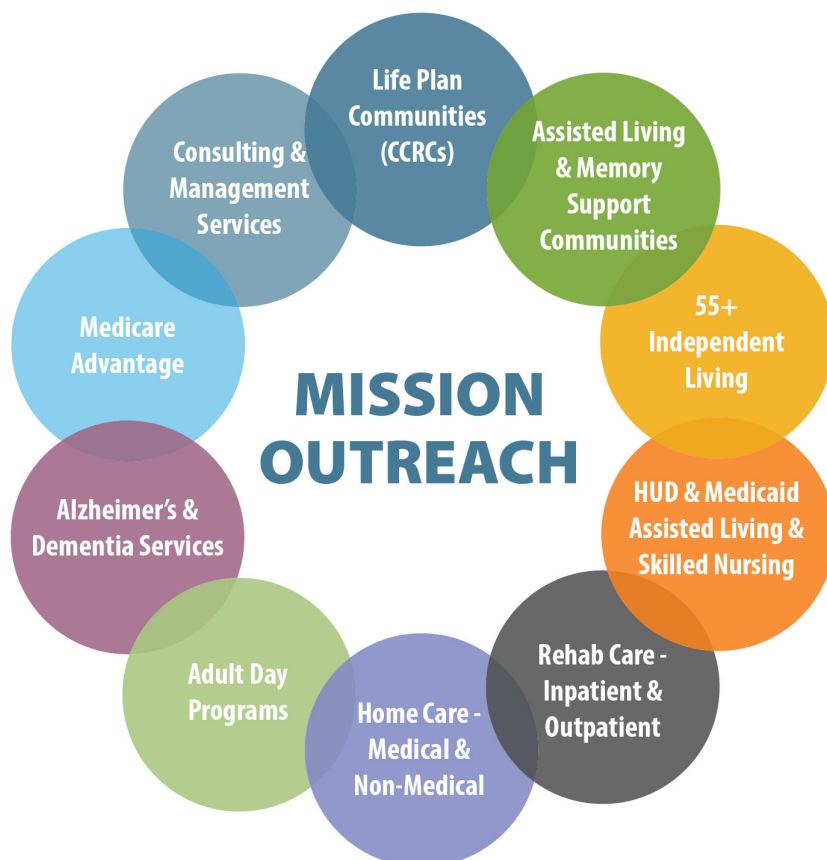 Life Plan
Communities
(CCRCs)
Assisted Living
& Memory
Support
Communities
55+
Independent
Living
HUD & Medicaid
Assisted Living &
Skilled Nursing
Rehab Care -
Inpatient &
Outpatient
Home Care -
Medical &
Non-Medical
Adult Day
Programs
Alzheimer’s &
Dementia Services
Medicare
Advantage
Consulting &
Management
Services
MISSION
OUTREACH